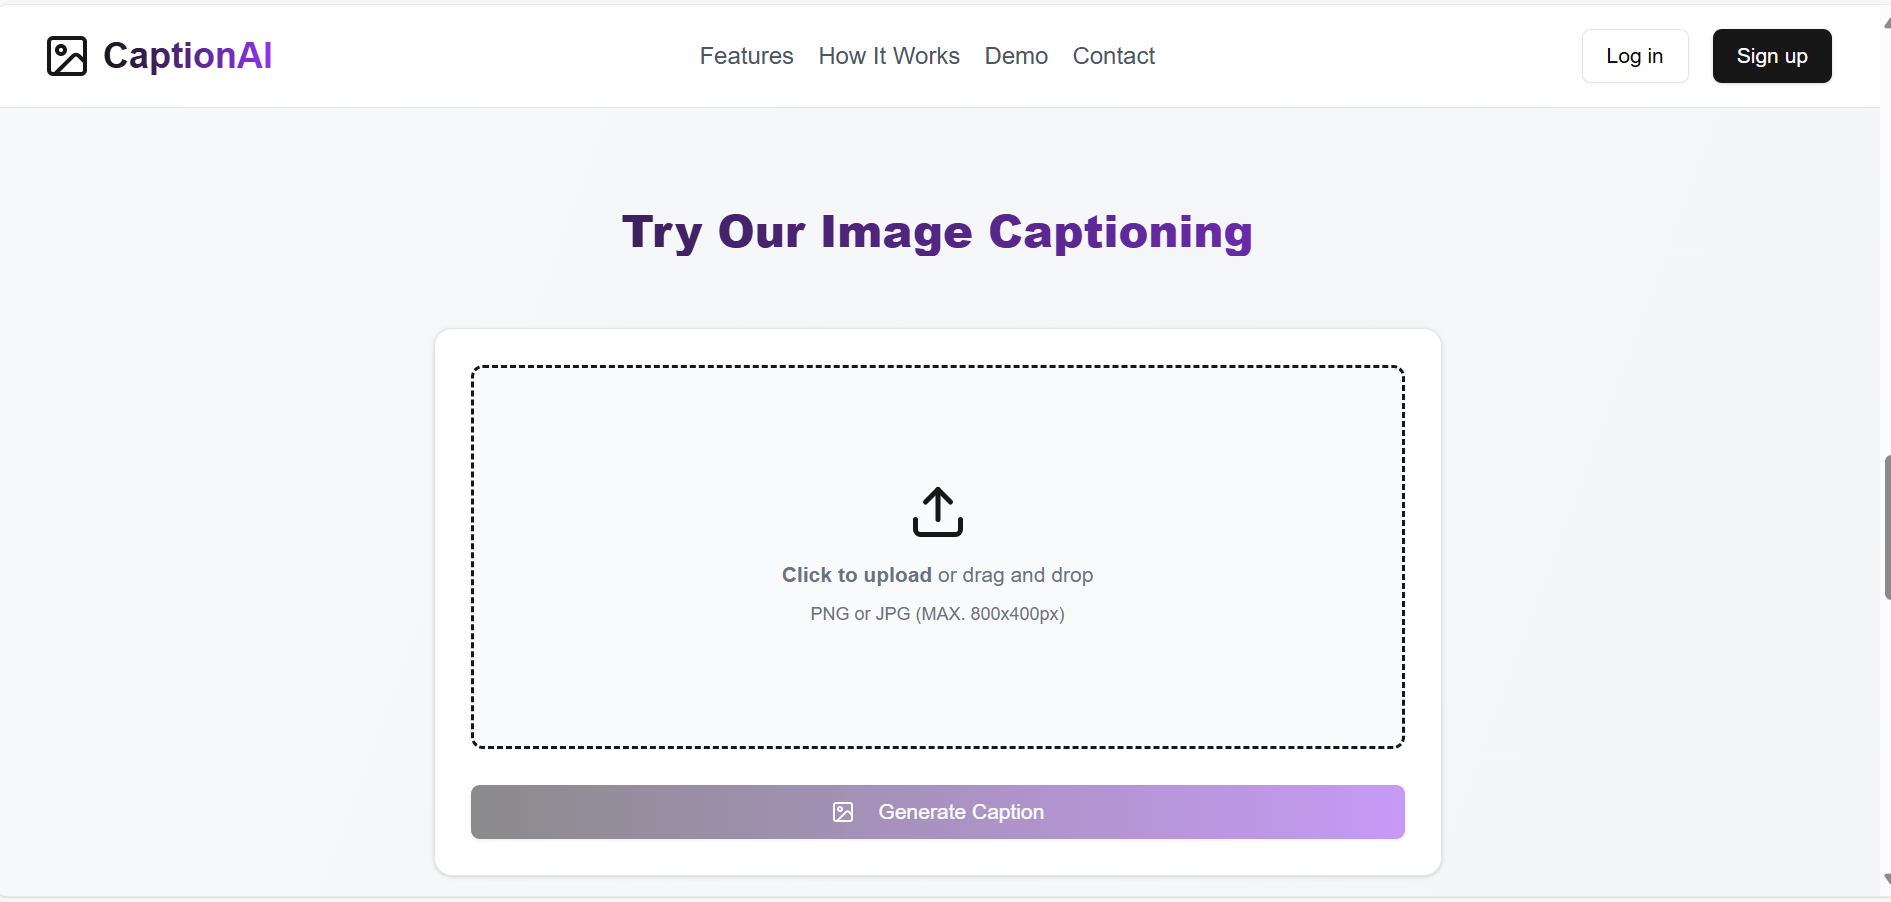 CaptionAI
Features How It Works Demo Contact
Log in
Sign up
Try Our Image Captioning
Click to upload or drag and drop
PNG or JPG (MAX. 800x400px)
Generate Caption